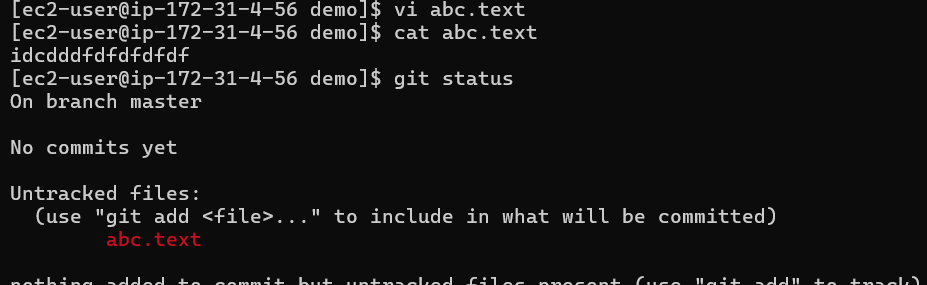 [ec2-user@ip-172-31-4-56 demo]$ vi abc.text
[ec2-user@ip-172-31-4-56 demo]$ cat abc.text
idcdddfdfdfdfdf
[ec2-user@ip-172-31-4-56 demo]$ git status
On branch master
No commits yet
Untracked files:
(use "git add <file>..." to include in what will be committed)
abc.text
nothing added to commit but untracked files present (use "git add" to track)